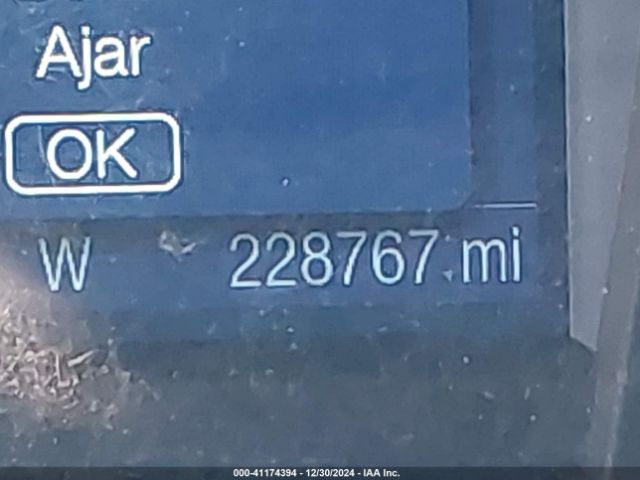 Ajar
OK
W 228767 mi
000-41174394 - 12/30/2024 - IAA Inc.